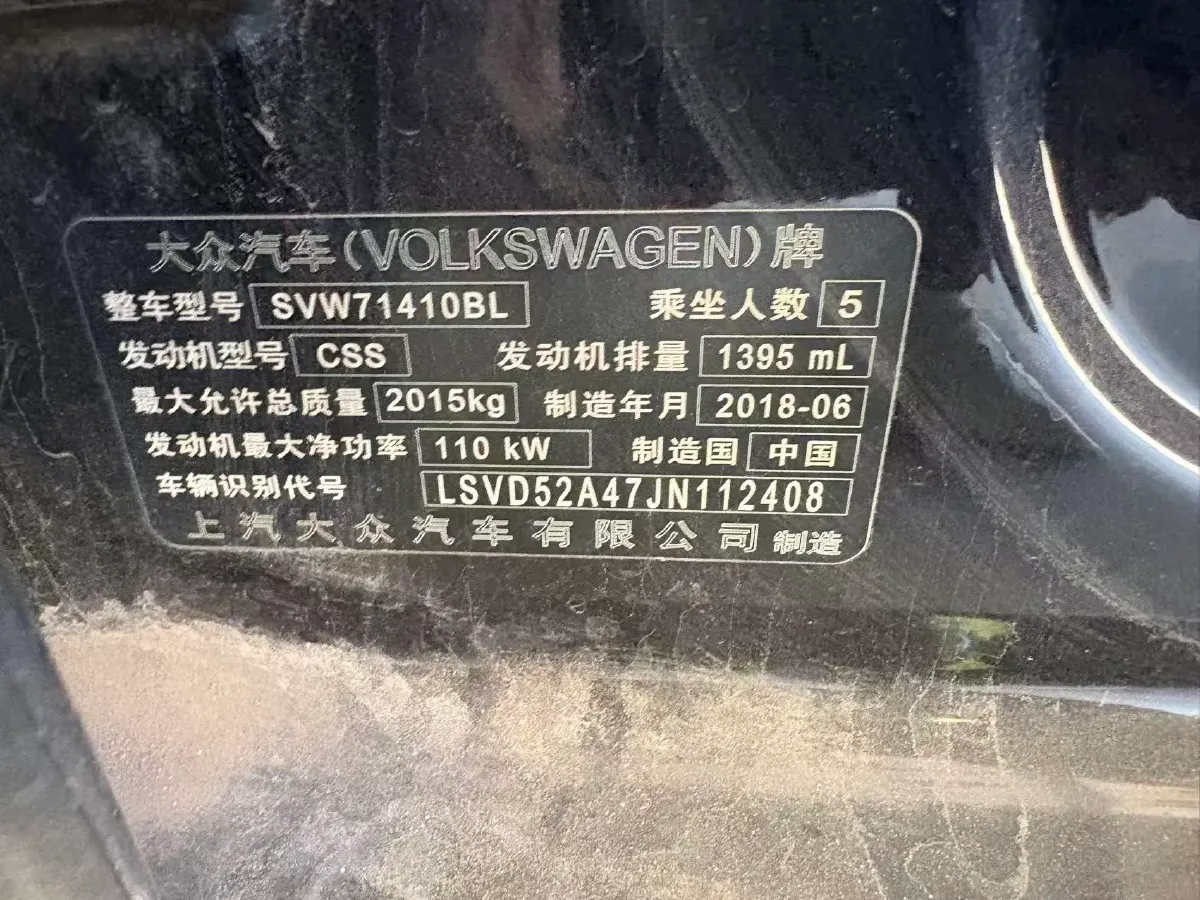 大众汽车(VOLKSWAGEN)牌
整车型号 SVW71410BL 乘坐人数 5
发动机型号 CSS 发动机排量 1395 mL
最大允许总质量 2015kg 制造年月 2018-06
发动机最大净功率 110 kW 制造国 中国
车辆识别代号 LSVD52A47JN112408
上汽大众汽车有限公司 制造